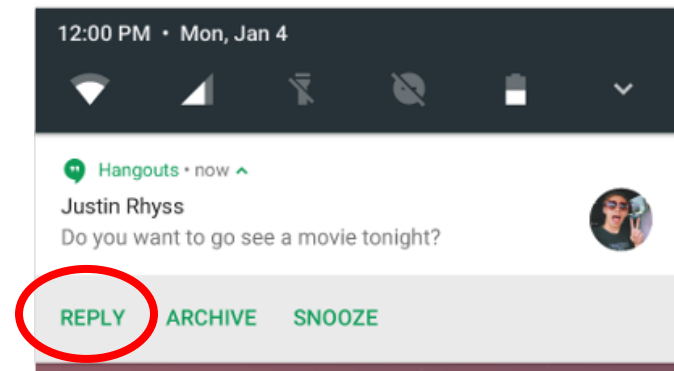 12:00 PM • Mon, Jan 4
Hangouts • now
Justin Rhyss
Do you want to go see a movie tonight?
REPLY ARCHIVE SNOOZE